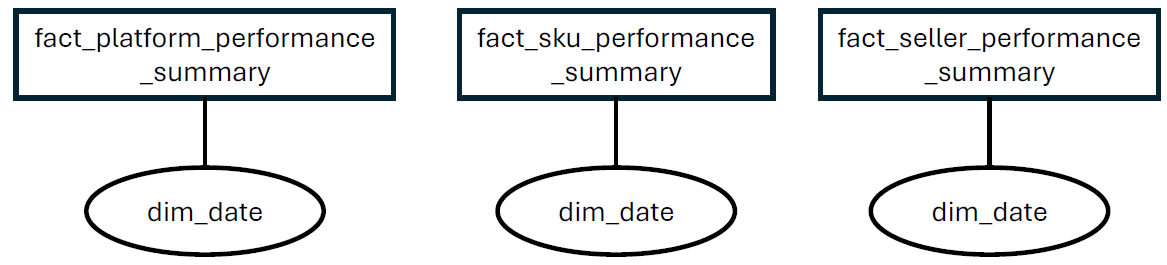 fact_platform_performance
_summary
fact_sku_performance
_summary
fact_seller_performance
_summary
dim_date
dim_date
dim_date